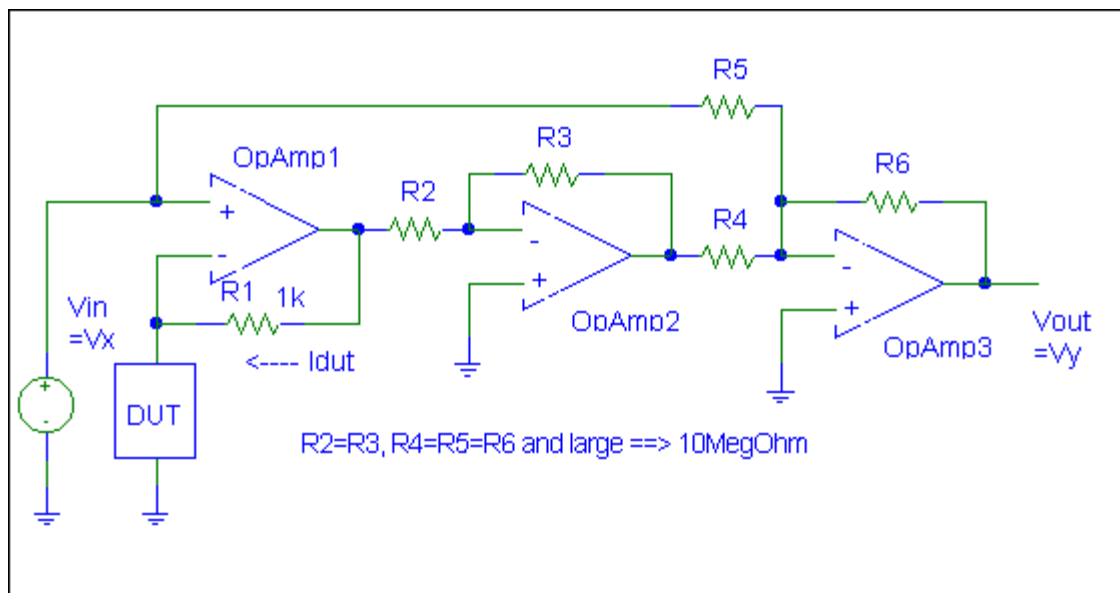 R5
R3
OpAmp1
R6
R2
+
-
R4
-
R1
1k
-
Vin
=Vx
+
OpAmp2
+
Vout
=Vy
<---- Idut
OpAmp3
+
-
DUT
R2=R3, R4=R5=R6 and large ==> 10MegOhm